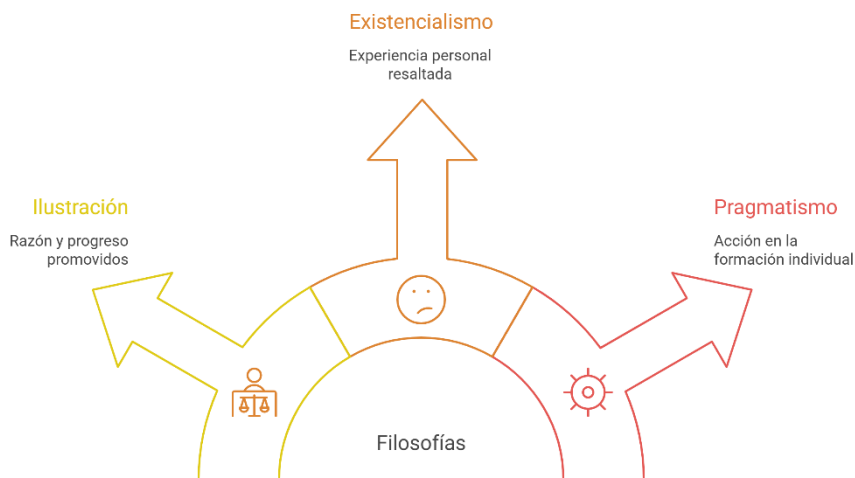 Existencialismo
Experiencia personal
resaltada
Ilustración
Razón y progreso
promovidos
Pragmatismo
Acción en la
formación individual
Filosofías